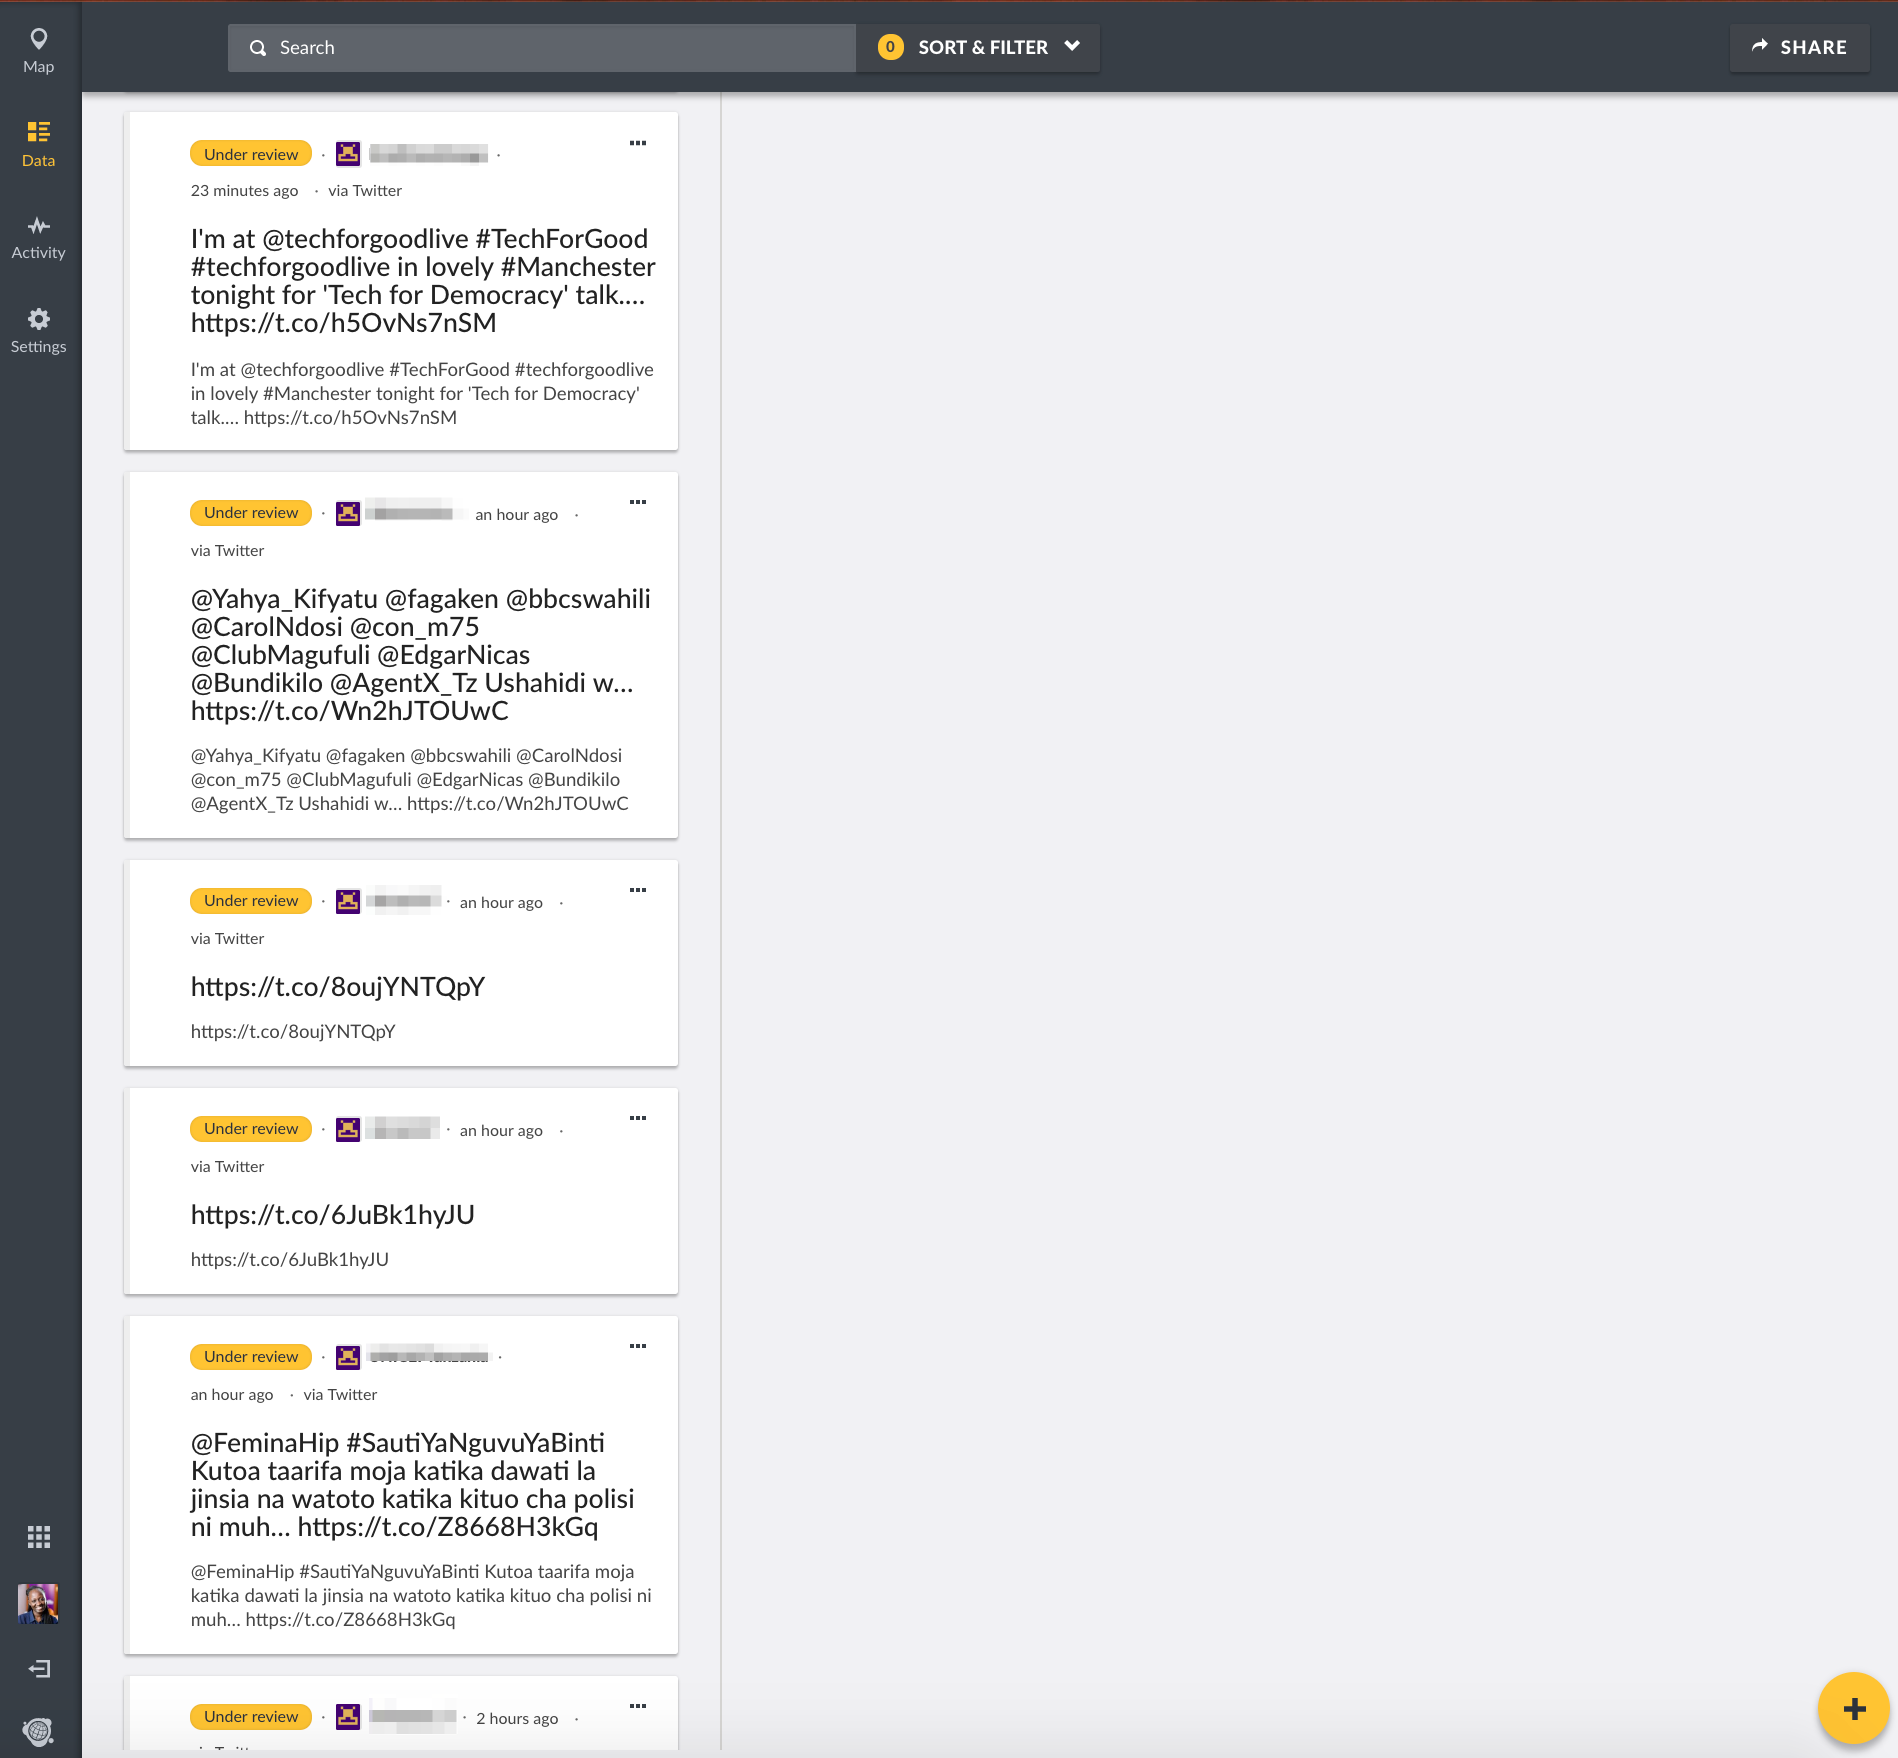 Map
Data
Activity
Settings
Search
0 SORT & FILTER
SHARE
Under review
23 minutes ago · via Twitter
I'm at @techforgoodlive #TechForGood
#techforgoodlive in lovely #Manchester
tonight for 'Tech for Democracy' talk....
https://t.co/h5OvNs7nSM
I'm at @techforgoodlive #TechForGood #techforgoodlive
in lovely #Manchester tonight for 'Tech for Democracy'
talk.... https://t.co/h5OvNs7nSM
Under review · an hour ago ·
via Twitter
@Yahya_Kifyatu @fagaken @bbcswahili
@CarolNdosi @con_m75
@ClubMagufuli @EdgarNicas
@Bundikilo @AgentX_Tz Ushahidi w...
https://t.co/Wn2hJTOUwC
@Yahya_Kifyatu @fagaken @bbcswahili @CarolNdosi
@con_m75 @ClubMagufuli @EdgarNicas @Bundikilo
@AgentX_Tz Ushahidi w... https://t.co/Wn2hJTOUwC
Under review · · an hour ago ·
via Twitter
https://t.co/8oujYNTQpY
https://t.co/8oujYNTQpY
Under review · · an hour ago ·
via Twitter
https://t.co/6JuBk1hyJU
https://t.co/6JuBk1hyJU
Under review · ·
an hour ago · via Twitter
@FeminaHip #SautiYaNguvuYaBinti
Kutoa taarifa moja katika dawati la
jinsia na watoto katika kituo cha polisi
ni muh... https://t.co/Z8668H3kGq
@FeminaHip #SautiYaNguvuYaBinti Kutoa taarifa moja
katika dawati la jinsia na watoto katika kituo cha polisi ni
muh... https://t.co/Z8668H3kGq
Under review · · 2 hours ago ·